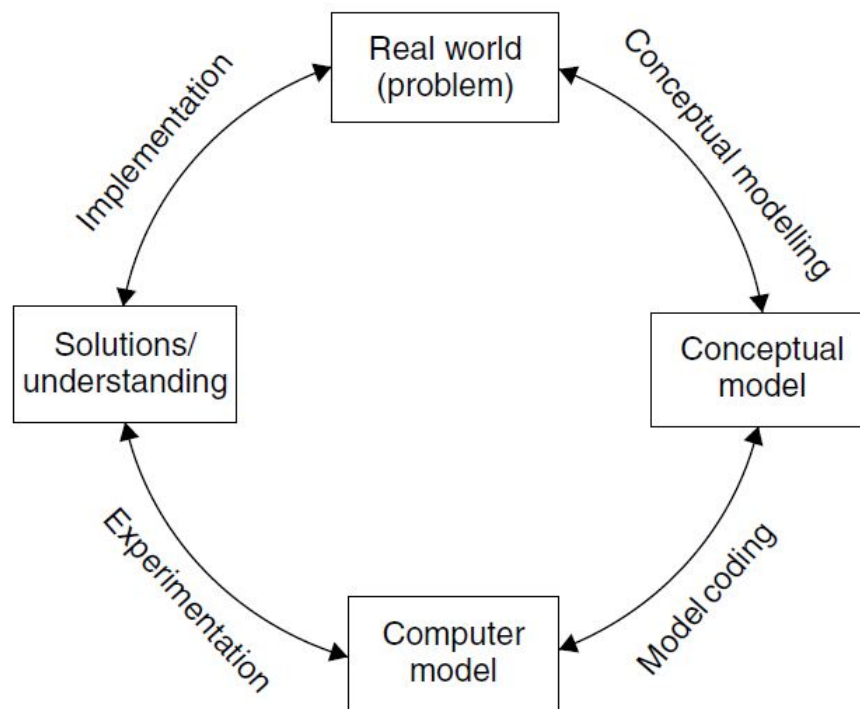 Real world
(problem)
Implementation
Conceptual modelling
Solutions/
understanding
Conceptual
model
Experimentation
Model coding
Computer
model